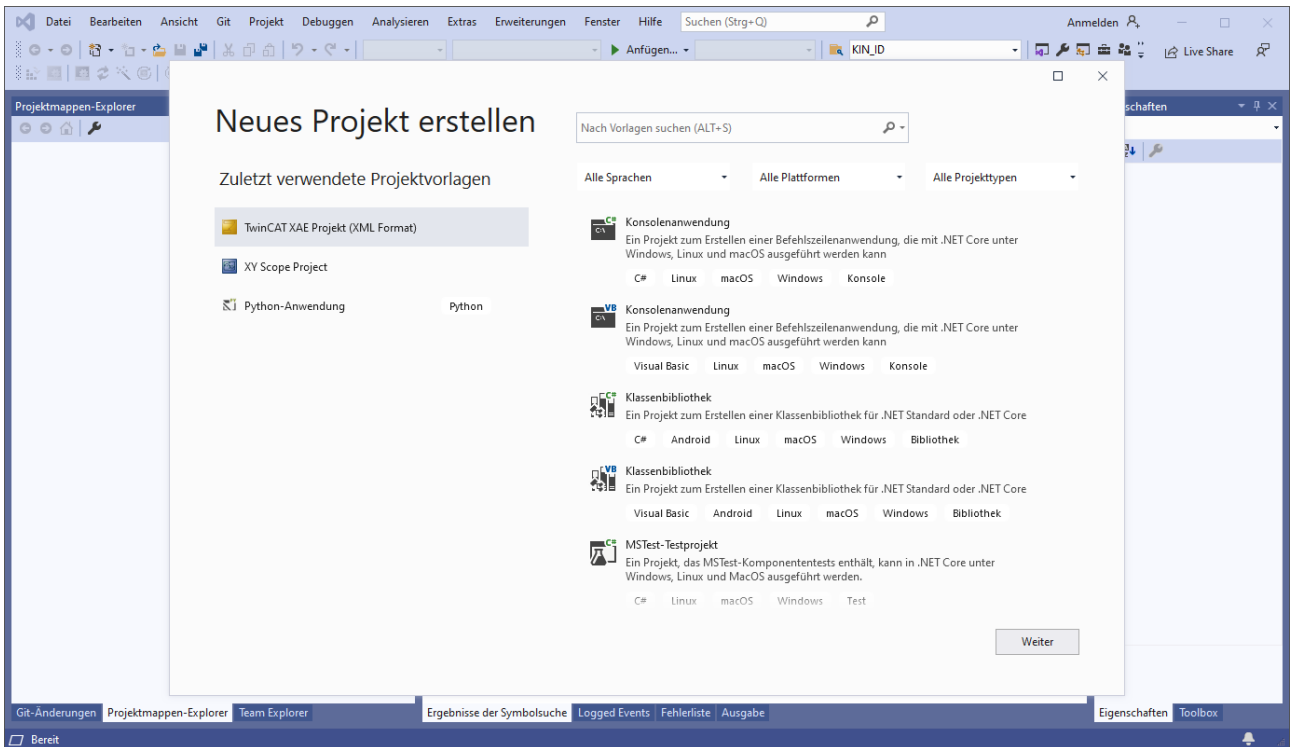 Datei Bearbeiten Ansicht Git Projekt Debuggen Analysieren Extras Erweiterungen Fenster Hilfe Suchen (Strg+Q) Anmelden
Anfügen... KIN_ID Live Share
Projektmappen-Explorer
schaften
Neues Projekt erstellen
Nach Vorlagen suchen (ALT+S)
Zuletzt verwendete Projektvorlagen
Alle Sprachen Alle Plattformen Alle Projekttypen
TwinCAT XAE Projekt (XML Format)
XY Scope Project
Python-Anwendung Python
Konsolenanwendung
Ein Projekt zum Erstellen einer Befehlszeilenanwendung, die mit .NET Core unter
Windows, Linux und macOS ausgeführt werden kann
C# Linux macOS Windows Konsole
Konsolenanwendung
Ein Projekt zum Erstellen einer Befehlszeilenanwendung, die mit .NET Core unter
Windows, Linux und macOS ausgeführt werden kann
Visual Basic Linux macOS Windows Konsole
Klassenbibliothek
Ein Projekt zum Erstellen einer Klassenbibliothek für .NET Standard oder .NET Core
C# Android Linux macOS Windows Bibliothek
Klassenbibliothek
Ein Projekt zum Erstellen einer Klassenbibliothek für .NET Standard oder .NET Core
Visual Basic Android Linux macOS Windows Bibliothek
MSTest-Testprojekt
Ein Projekt, das MSTest-Komponententests enthält, kann in .NET Core unter
Windows, Linux und MacOS ausgeführt werden.
C# Linux macOS Windows Test
Weiter
Git-Änderungen Projektmappen-Explorer Team Explorer Ergebnisse der Symbolsuche Logged Events Fehlerliste Ausgabe Eigenschaften Toolbox
Bereit